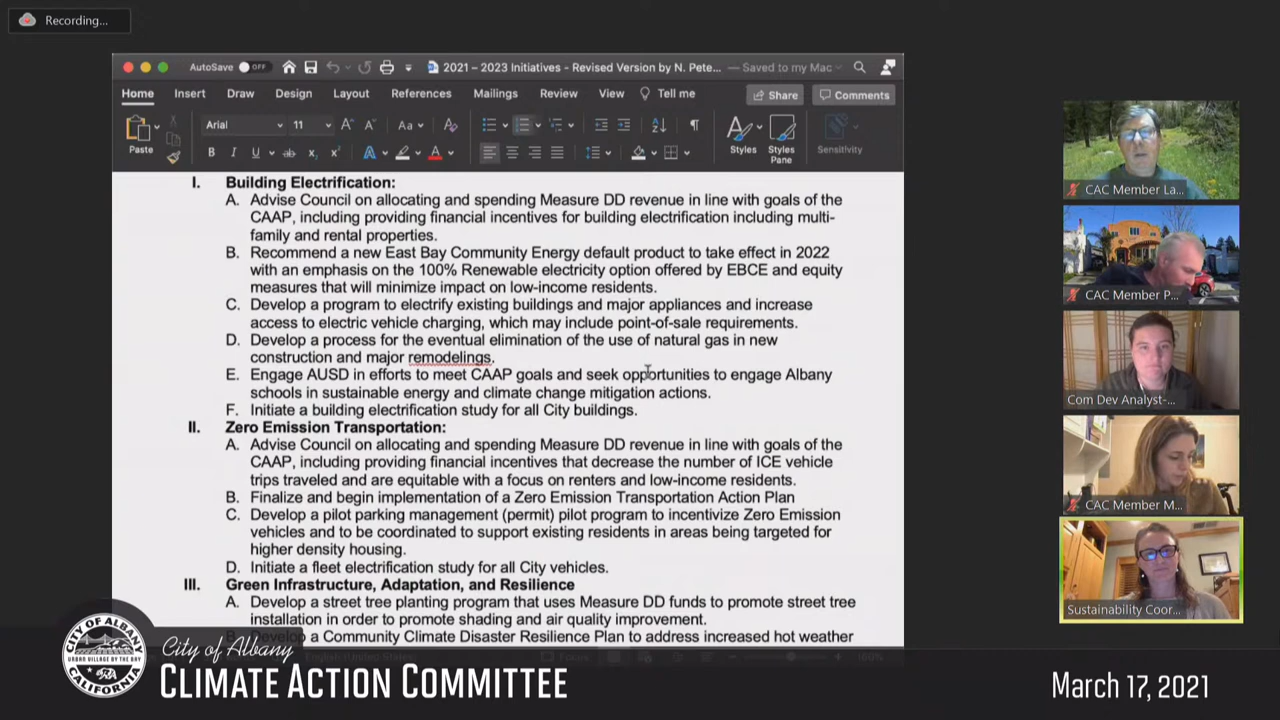 Recording...
AutoSave OFF 2021 – 2023 Initiatives - Revised Version by N. Pete... — Saved to my Mac
Home Insert Draw Design Layout References Mailings Review View Tell me Share Comments
Arial 11
Paste Styles Styles Pane Sensitivity
I. Building Electrification:
A. Advise Council on allocating and spending Measure DD revenue in line with goals of the
CAAP, including providing financial incentives for building electrification including multi-
family and rental properties.
B. Recommend a new East Bay Community Energy default product to take effect in 2022
with an emphasis on the 100% Renewable electricity option offered by EBCE and equity
measures that will minimize impact on low-income residents.
C. Develop a program to electrify existing buildings and major appliances and increase
access to electric vehicle charging, which may include point-of-sale requirements.
D. Develop a process for the eventual elimination of the use of natural gas in new
construction and major remodelings.
E. Engage AUSD in efforts to meet CAAP goals and seek opportunities to engage Albany
schools in sustainable energy and climate change mitigation actions.
F. Initiate a building electrification study for all City buildings.
II. Zero Emission Transportation:
A. Advise Council on allocating and spending Measure DD revenue in line with goals of the
CAAP, including providing financial incentives that decrease the number of ICE vehicle
trips traveled and are equitable with a focus on renters and low-income residents.
B. Finalize and begin implementation of a Zero Emission Transportation Action Plan
C. Develop a pilot parking management (permit) pilot program to incentivize Zero Emission
vehicles and to be coordinated to support existing residents in areas being targeted for
higher density housing.
D. Initiate a fleet electrification study for all City vehicles.
III. Green Infrastructure, Adaptation, and Resilience
A. Develop a street tree planting program that uses Measure DD funds to promote street tree
installation in order to promote shading and air quality improvement.
B. Develop a Community Climate Disaster Resilience Plan to address increased hot weather
CAC Member La...
CAC Member P...
Com Dev Analyst-...
CAC Member M...
Sustainability Coor...
CITY OF ALBANY
URBAN VILLAGE BY THE BAY
CALIFORNIA
City of Albany
CLIMATE ACTION COMMITTEE
March 17, 2021